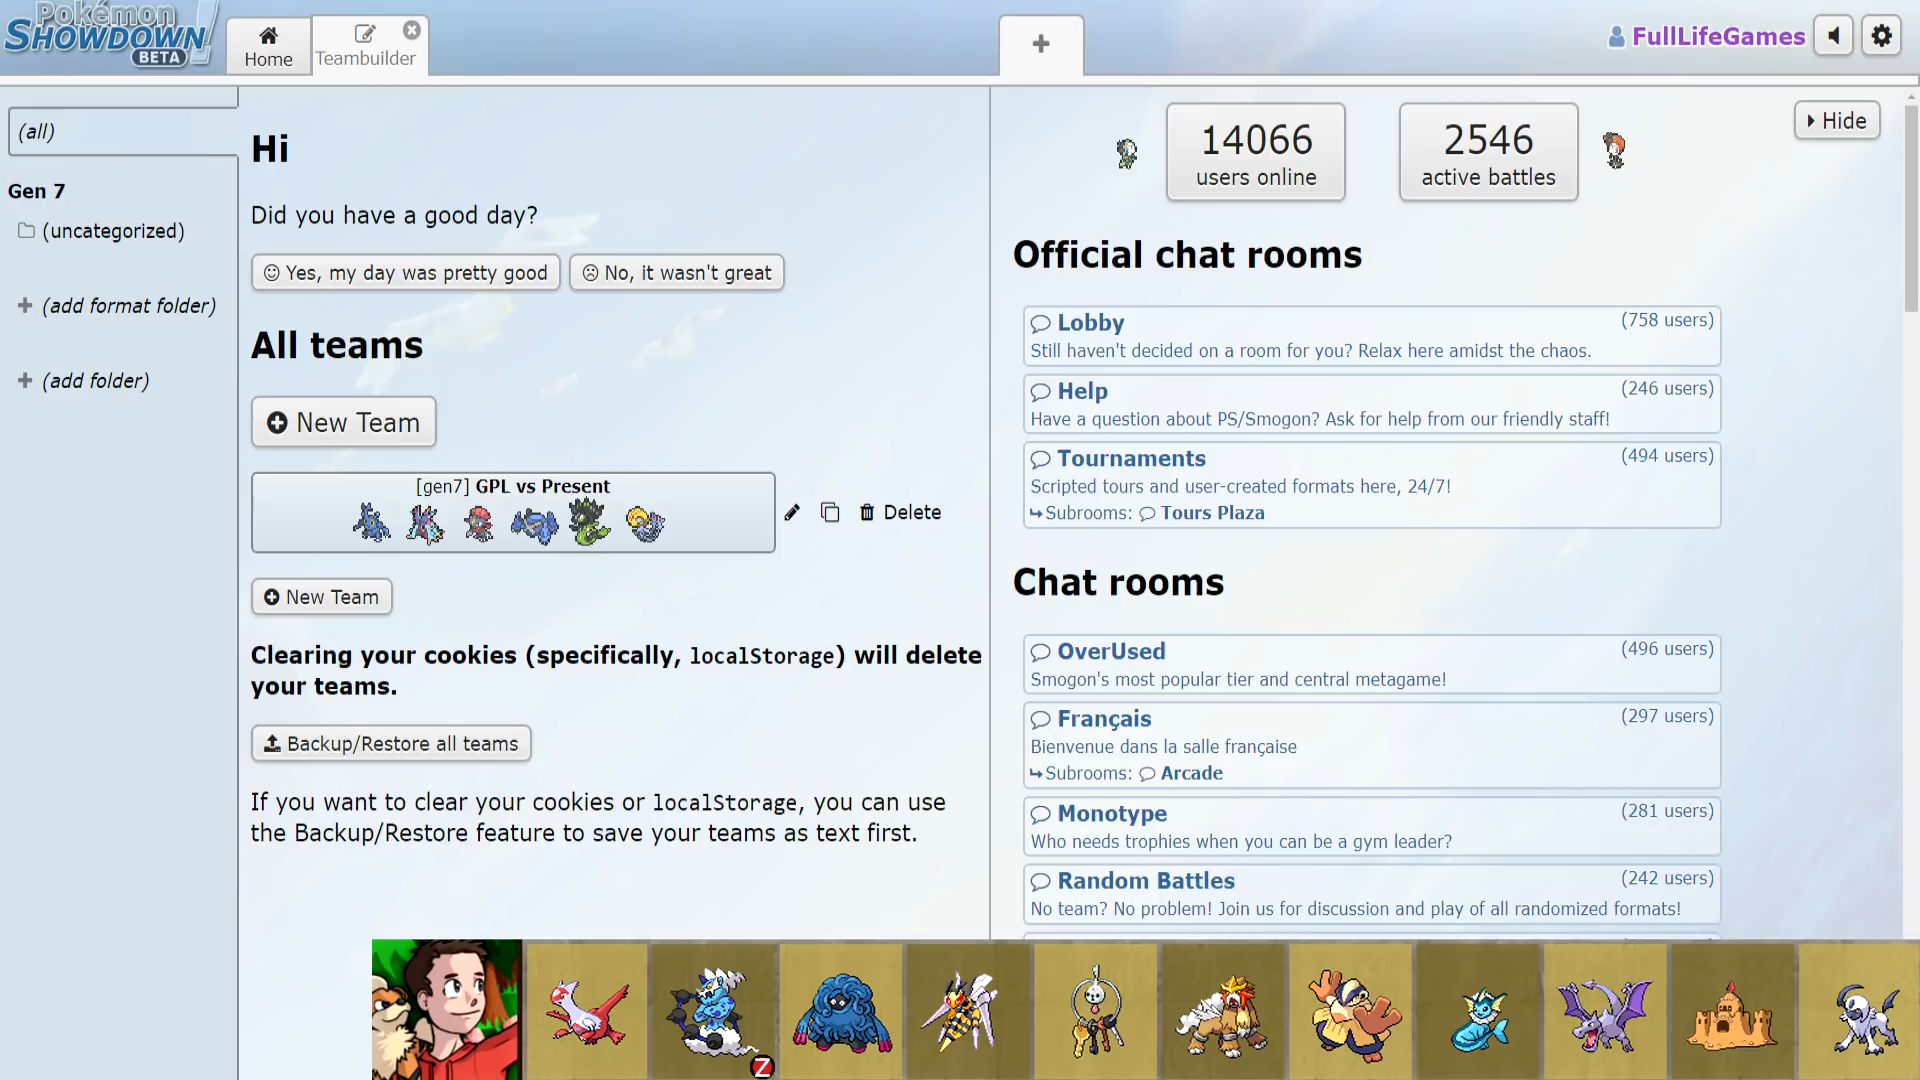 Pokémon
SHOWDOWN
BETA
Home
Teambuilder
FullLifeGames
(all)
Gen 7
(uncategorized)
(add format folder)
(add folder)
Hi
Did you have a good day?
Yes, my day was pretty good
No, it wasn't great
All teams
New Team
[gen7] GPL vs Present
Delete
New Team
Clearing your cookies (specifically, localStorage) will delete
your teams.
Backup/Restore all teams
If you want to clear your cookies or localStorage, you can use
the Backup/Restore feature to save your teams as text first.
14066
users online
2546
active battles
Hide
Official chat rooms
Lobby (758 users)
Still haven't decided on a room for you? Relax here amidst the chaos.
Help (246 users)
Have a question about PS/Smogon? Ask for help from our friendly staff!
Tournaments (494 users)
Scripted tours and user-created formats here, 24/7!
Subrooms: Tours Plaza
Chat rooms
OverUsed (496 users)
Smogon's most popular tier and central metagame!
Français (297 users)
Bienvenue dans la salle française
Subrooms: Arcade
Monotype (281 users)
Who needs trophies when you can be a gym leader?
Random Battles (242 users)
No team? No problem! Join us for discussion and play of all randomized formats!
Z